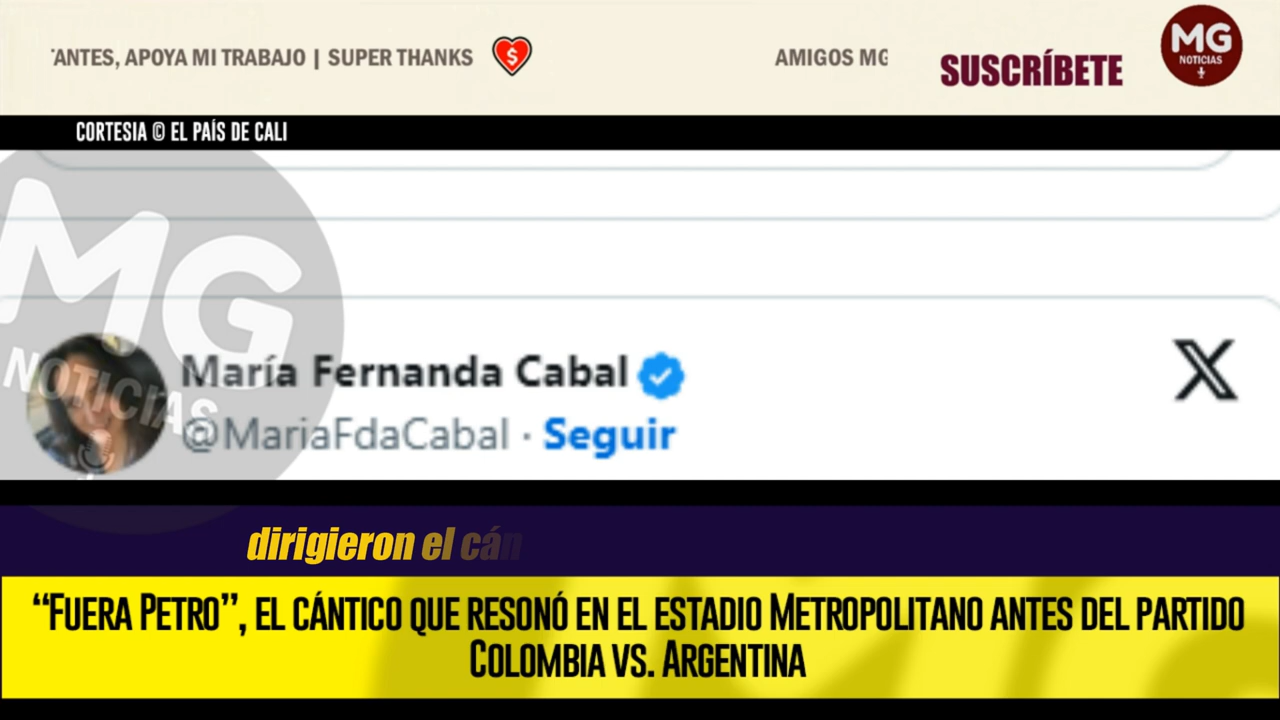 'ANTES, APOYA MI TRABAJO | SUPER THANKS
AMIGOS MG
SUSCRÍBETE
MG
NOTICIAS
CORTESIA © EL PAÍS DE CALI
MG
NOTICIAS
María Fernanda Cabal
@MariaFdaCabal · Seguir
dirigieron el cán
“FUERA PETRO”, EL CÁNTICO QUE RESONÓ EN EL ESTADIO METROPOLITANO ANTES DEL PARTIDO
COLOMBIA VS. ARGENTINA